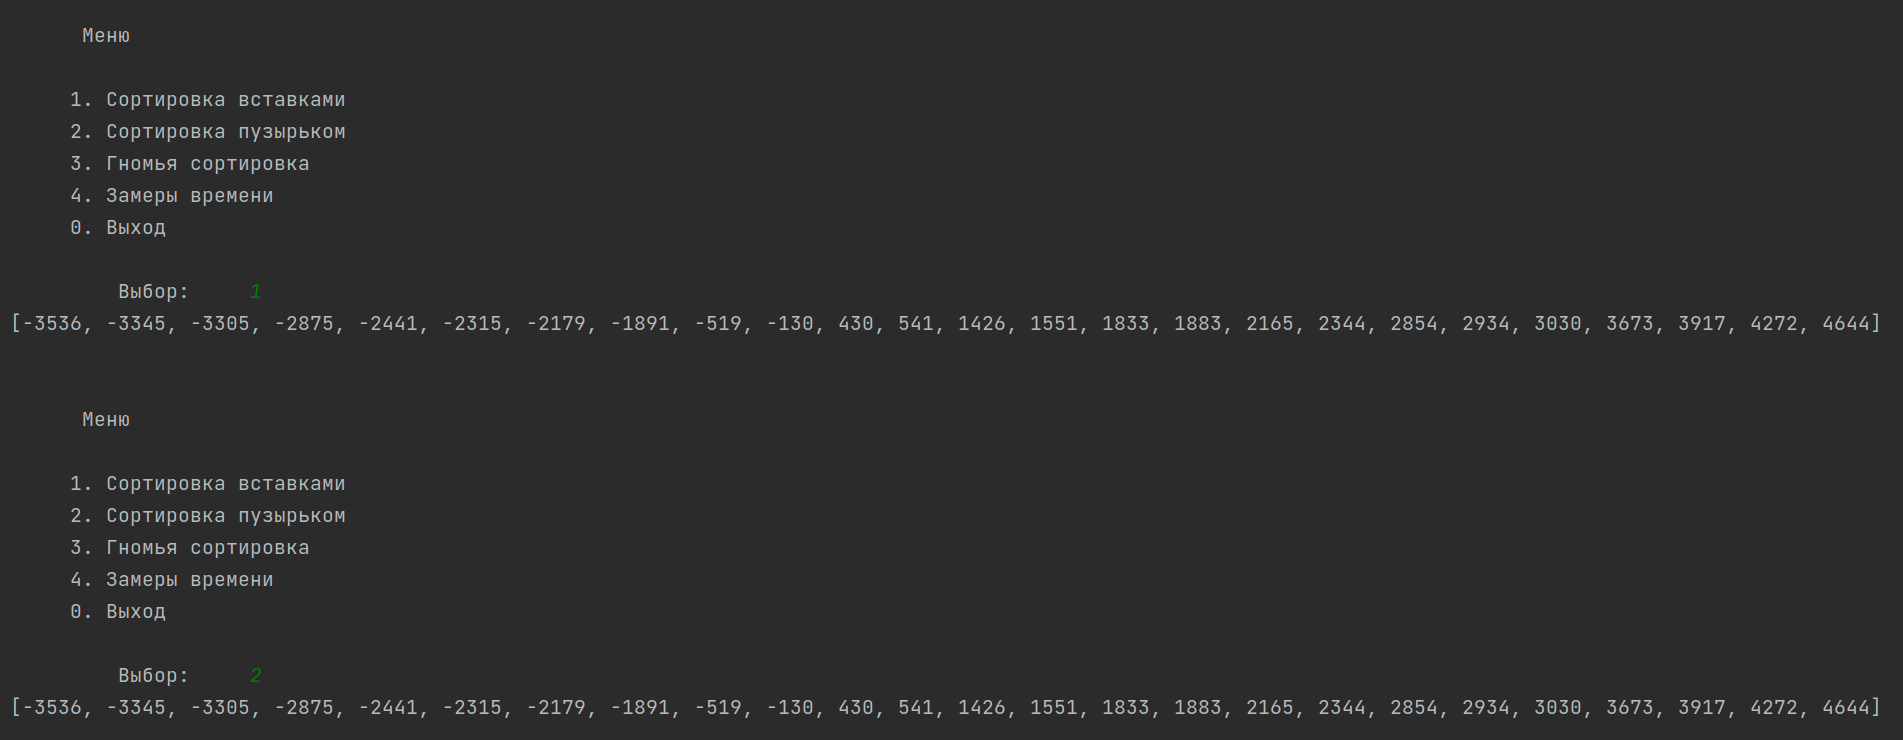 Меню
1. Сортировка вставками
2. Сортировка пузырьком
3. Гномья сортировка
4. Замеры времени
0. Выход
Выбор: 1
[-3536, -3345, -3305, -2875, -2441, -2315, -2179, -1891, -519, -130, 430, 541, 1426, 1551, 1833, 1883, 2165, 2344, 2854, 2934, 3030, 3673, 3917, 4272, 4644]
Меню
1. Сортировка вставками
2. Сортировка пузырьком
3. Гномья сортировка
4. Замеры времени
0. Выход
Выбор: 2
[-3536, -3345, -3305, -2875, -2441, -2315, -2179, -1891, -519, -130, 430, 541, 1426, 1551, 1833, 1883, 2165, 2344, 2854, 2934, 3030, 3673, 3917, 4272, 4644]